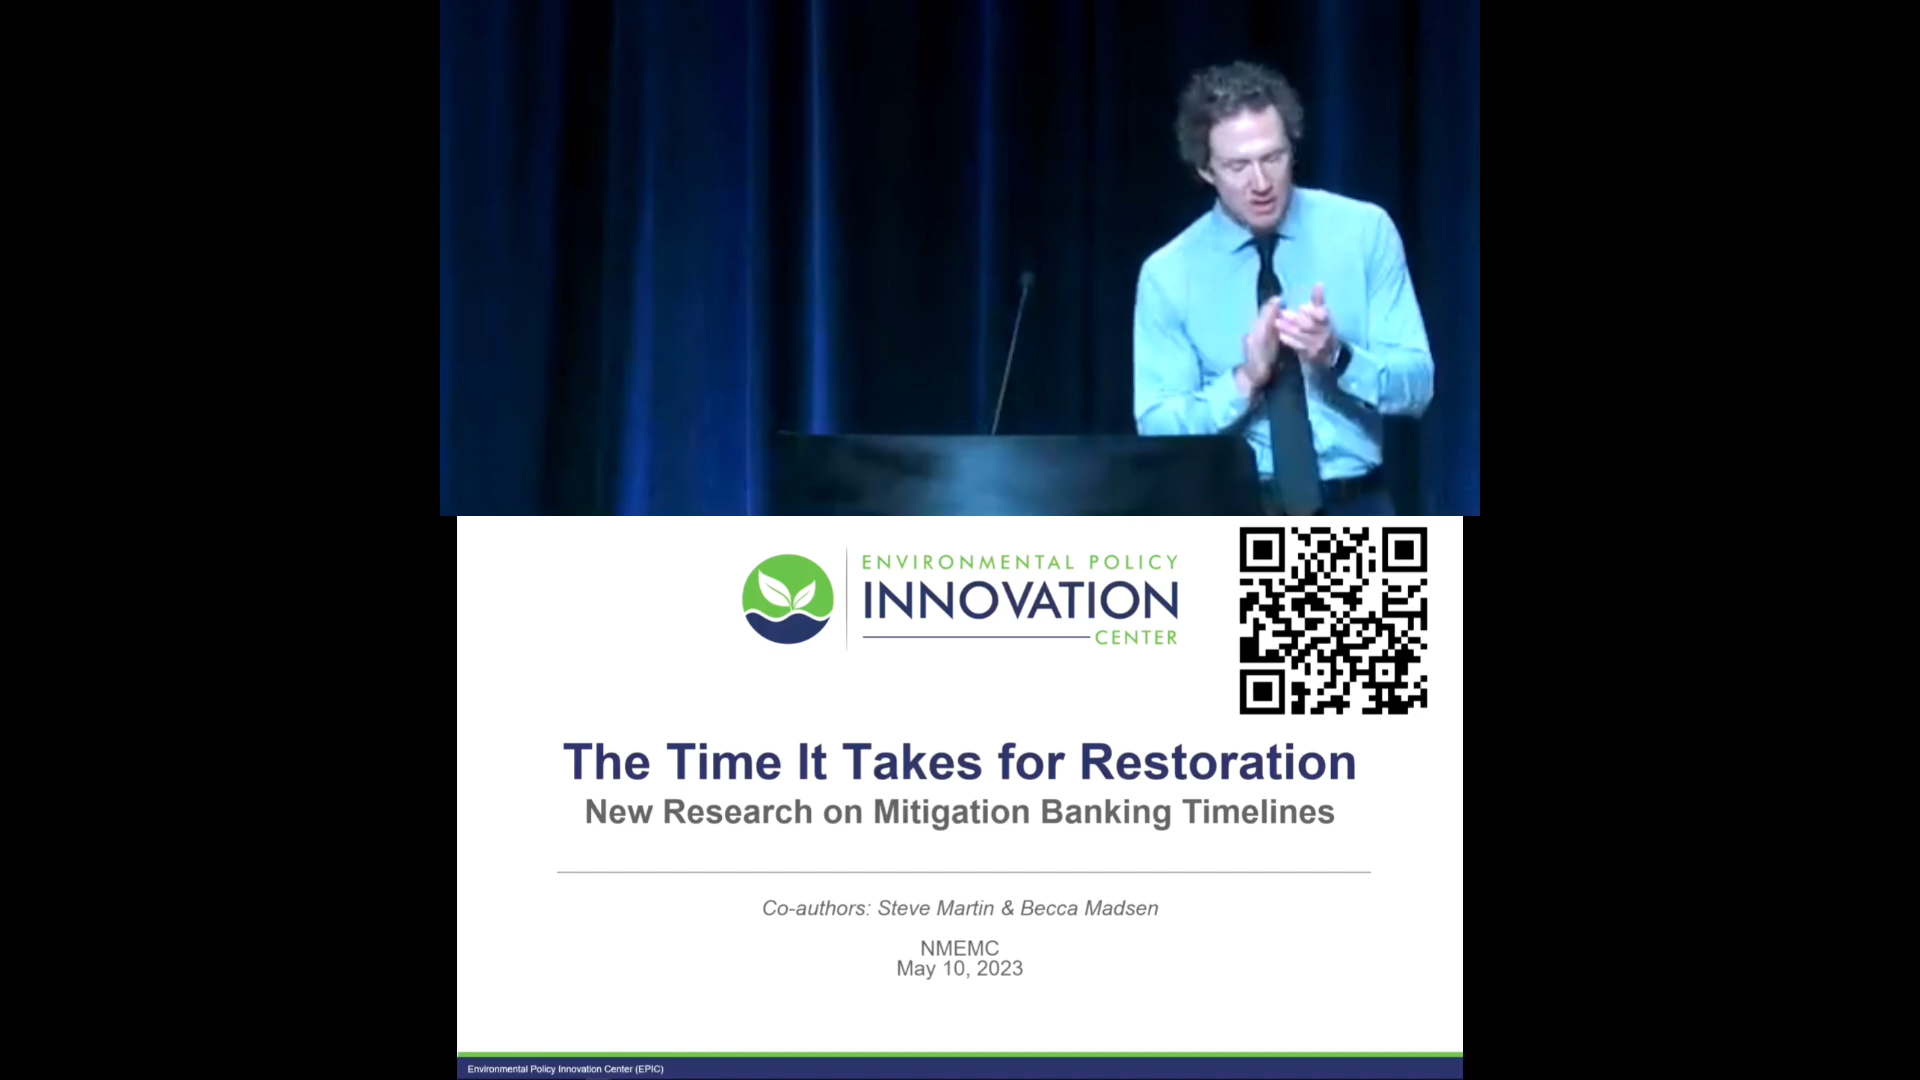 ENVIRONMENTAL POLICY
INNOVATION
CENTER
The Time It Takes for Restoration
New Research on Mitigation Banking Timelines
Co-authors: Steve Martin & Becca Madsen
NMEMC
May 10, 2023
Environmental Policy Innovation Center (EPIC)